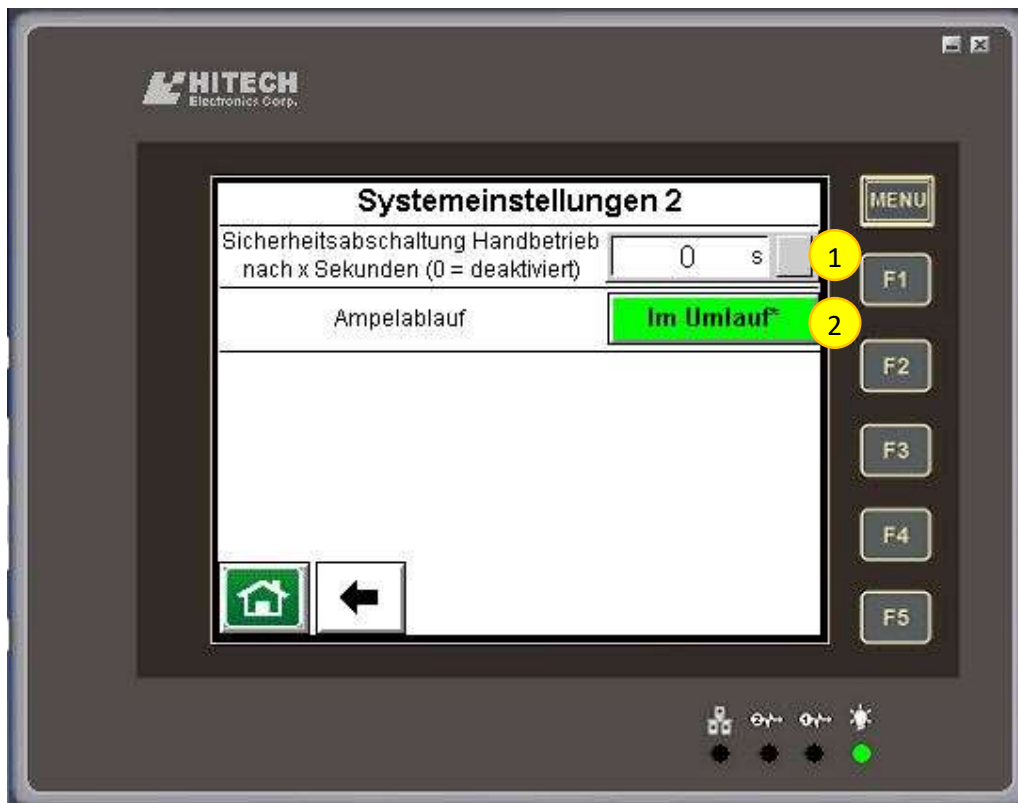 HITECH
Electronics Corp.
Systemeinstellungen 2
MENU
Sicherheitsabschaltung Handbetrieb
nach x Sekunden (0 = deaktiviert)
0 s
1
F1
Ampelablauf
Im Umlauf*
2
F2
F3
F4
F5